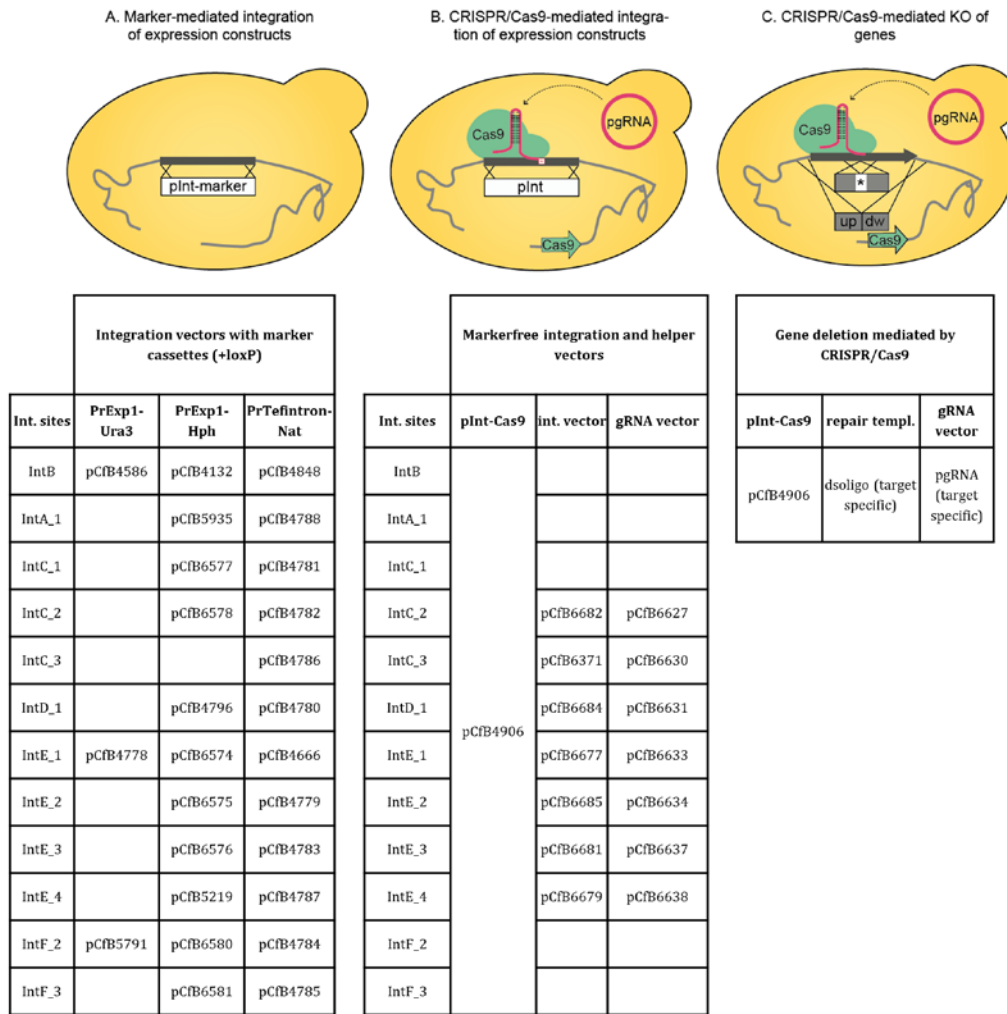 A. Marker-mediated integration
of expression constructs
B. CRISPR/Cas9-mediated integra-
tion of expression constructs
C. CRISPR/Cas9-mediated KO of
genes
pInt-marker
Cas9
pgRNA
pInt
Cas9
Cas9
pgRNA
*
up dw
Cas9
Integration vectors with marker
cassettes (+loxP)
Int. sites PrExp1-Ura3 PrExp1-Hph PrTefintron-Nat
IntB pCfB4586 pCfB4132 pCfB4848
IntA_1 pCfB5935 pCfB4788
IntC_1 pCfB6577 pCfB4781
IntC_2 pCfB6578 pCfB4782
IntC_3 pCfB4786
IntD_1 pCfB4796 pCfB4780
IntE_1 pCfB4778 pCfB6574 pCfB4666
IntE_2 pCfB6575 pCfB4779
IntE_3 pCfB6576 pCfB4783
IntE_4 pCfB5219 pCfB4787
IntF_2 pCfB5791 pCfB6580 pCfB4784
IntF_3 pCfB6581 pCfB4785
Markerfree integration and helper
vectors
Int. sites pInt-Cas9 int. vector gRNA vector
IntB
IntA_1
IntC_1
IntC_2 pCfB6682 pCfB6627
IntC_3 pCfB6371 pCfB6630
IntD_1 pCfB6684 pCfB6631
pCfB4906
IntE_1 pCfB6677 pCfB6633
IntE_2 pCfB6685 pCfB6634
IntE_3 pCfB6681 pCfB6637
IntE_4 pCfB6679 pCfB6638
IntF_2
IntF_3
Gene deletion mediated by
CRISPR/Cas9
pInt-Cas9 repair templ. gRNA
vector
pCfB4906 dsoligo (target
specific) pgRNA
(target
specific)